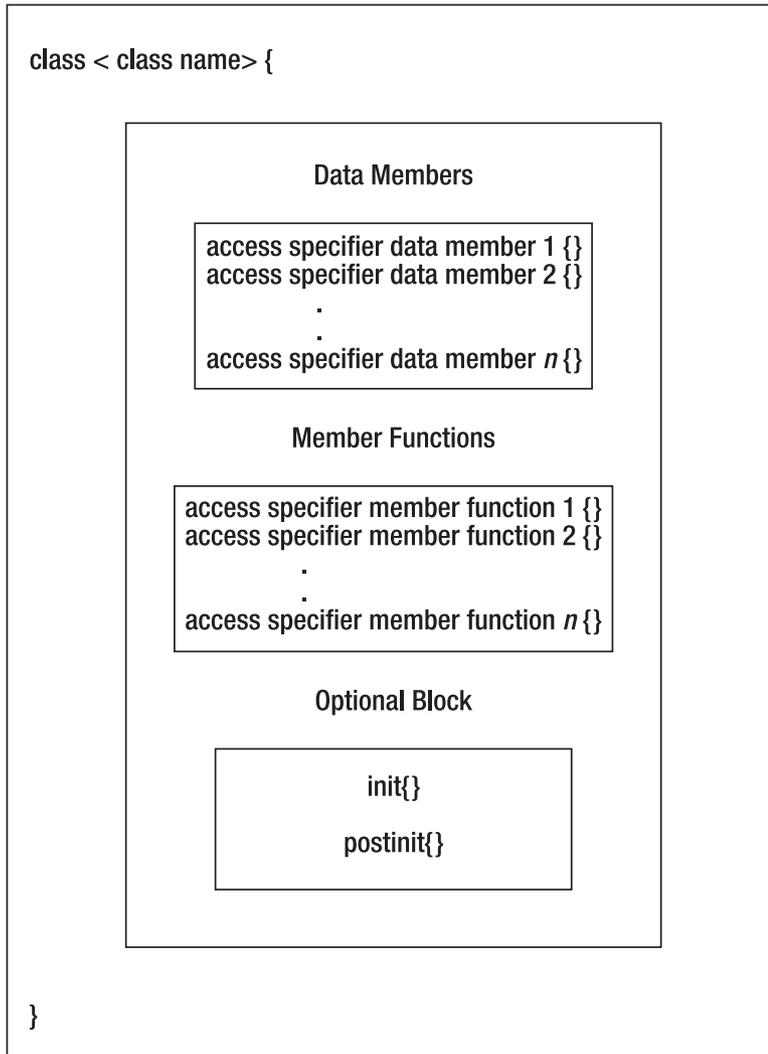 class < class name> {
Data Members
access specifier data member 1 {}
access specifier data member 2 {}
.
.
access specifier data member n {}
Member Functions
access specifier member function 1 {}
access specifier member function 2 {}
.
.
access specifier member function n {}
Optional Block
init{}
postinit{}
}